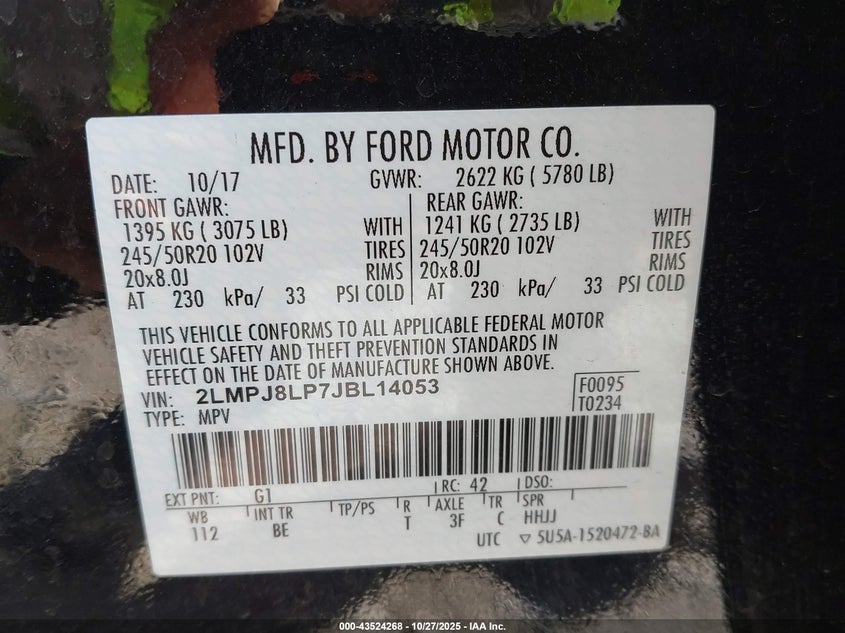 MFD. BY FORD MOTOR CO.
DATE: 10/17 GVWR: 2622 KG ( 5780 LB)
FRONT GAWR: REAR GAWR:
1395 KG ( 3075 LB) WITH 1241 KG ( 2735 LB) WITH
245/50R20 102V TIRES 245/50R20 102V TIRES
20x8.0J RIMS 20x8.0J RIMS
AT 230 kPa/ 33 PSI COLD AT 230 kPa/ 33 PSI COLD
THIS VEHICLE CONFORMS TO ALL APPLICABLE FEDERAL MOTOR
VEHICLE SAFETY AND THEFT PREVENTION STANDARDS IN
EFFECT ON THE DATE OF MANUFACTURE SHOWN ABOVE.
VIN: 2LMPJ8LP7JBL14053 F0095
TYPE: MPV T0234
EXT PNT: G1 RC: 42 DSO:
WB INT TR TP/PS R AXLE TR SPR
112 BE T 3F C HHJJ
UTC ▽ 5U5A-1520472-BA
000-43524268 | 10/27/2025 | IAA Inc.